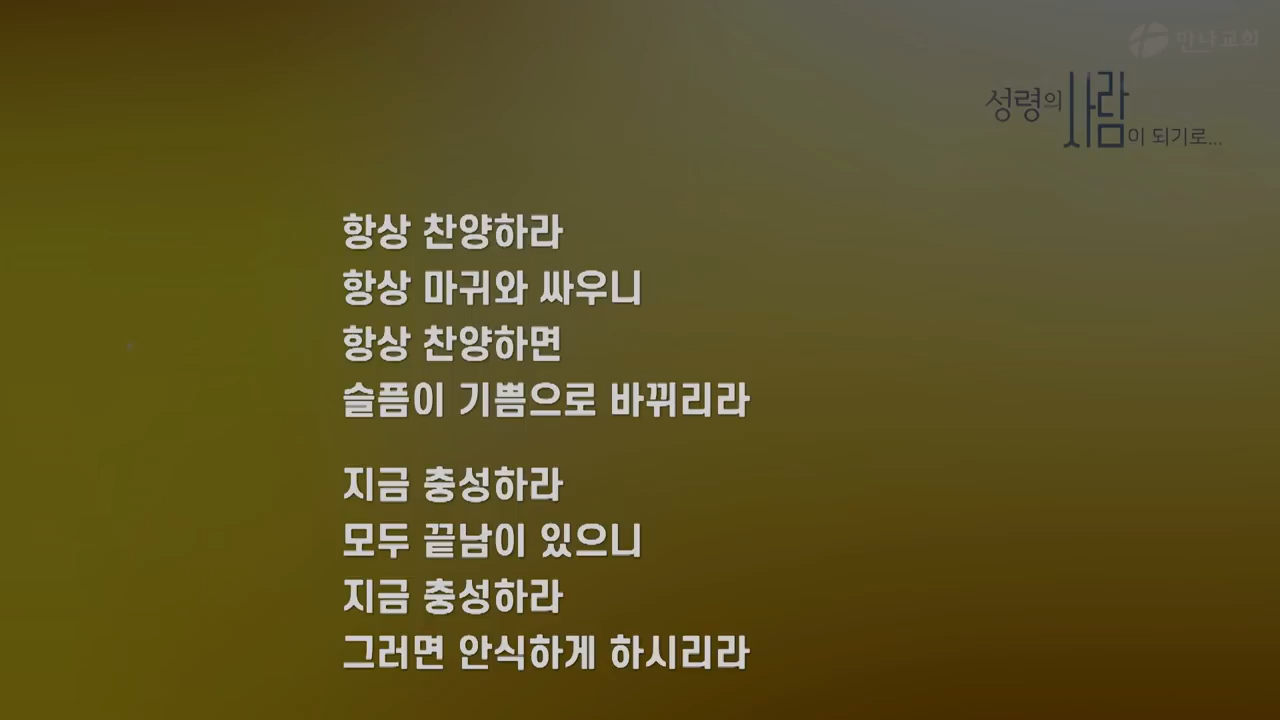 만나교회
성령의 사람이 되기로...
항상 찬양하라
항상 마귀와 싸우니
항상 찬양하면
슬픔이 기쁨으로 바뀌리라
지금 충성하라
모두 끝남이 있으니
지금 충성하라
그러면 안식하게 하시리라